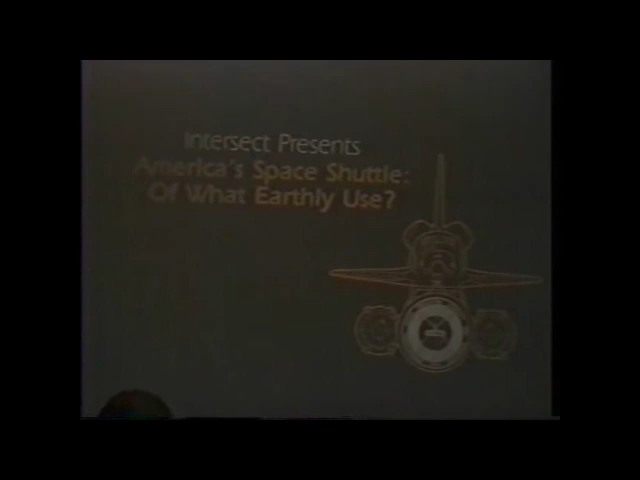 Intersect Presents
America's Space Shuttle:
Of What Earthly Use?